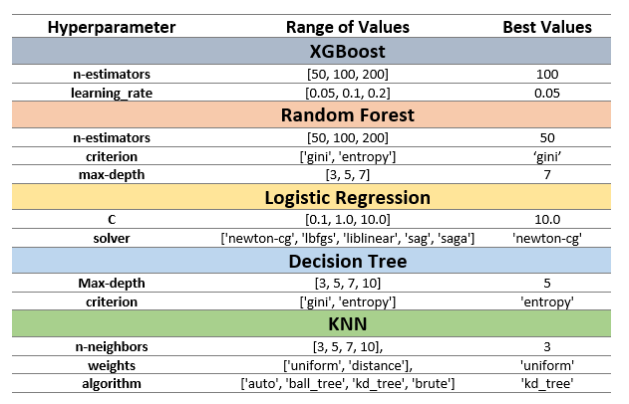 Hyperparameter Range of Values Best Values
XGBoost
n-estimators [50, 100, 200] 100
learning_rate [0.05, 0.1, 0.2] 0.05
Random Forest
n-estimators [50, 100, 200] 50
criterion ['gini', 'entropy'] ‘gini’
max-depth [3, 5, 7] 7
Logistic Regression
C [0.1, 1.0, 10.0] 10.0
solver ['newton-cg', 'lbfgs', 'liblinear', 'sag', 'saga'] 'newton-cg'
Decision Tree
Max-depth [3, 5, 7, 10] 5
criterion ['gini', 'entropy'] 'entropy'
KNN
n-neighbors [3, 5, 7, 10], 3
weights ['uniform', 'distance'], 'uniform'
algorithm ['auto', 'ball_tree', 'kd_tree', 'brute'] 'kd_tree'